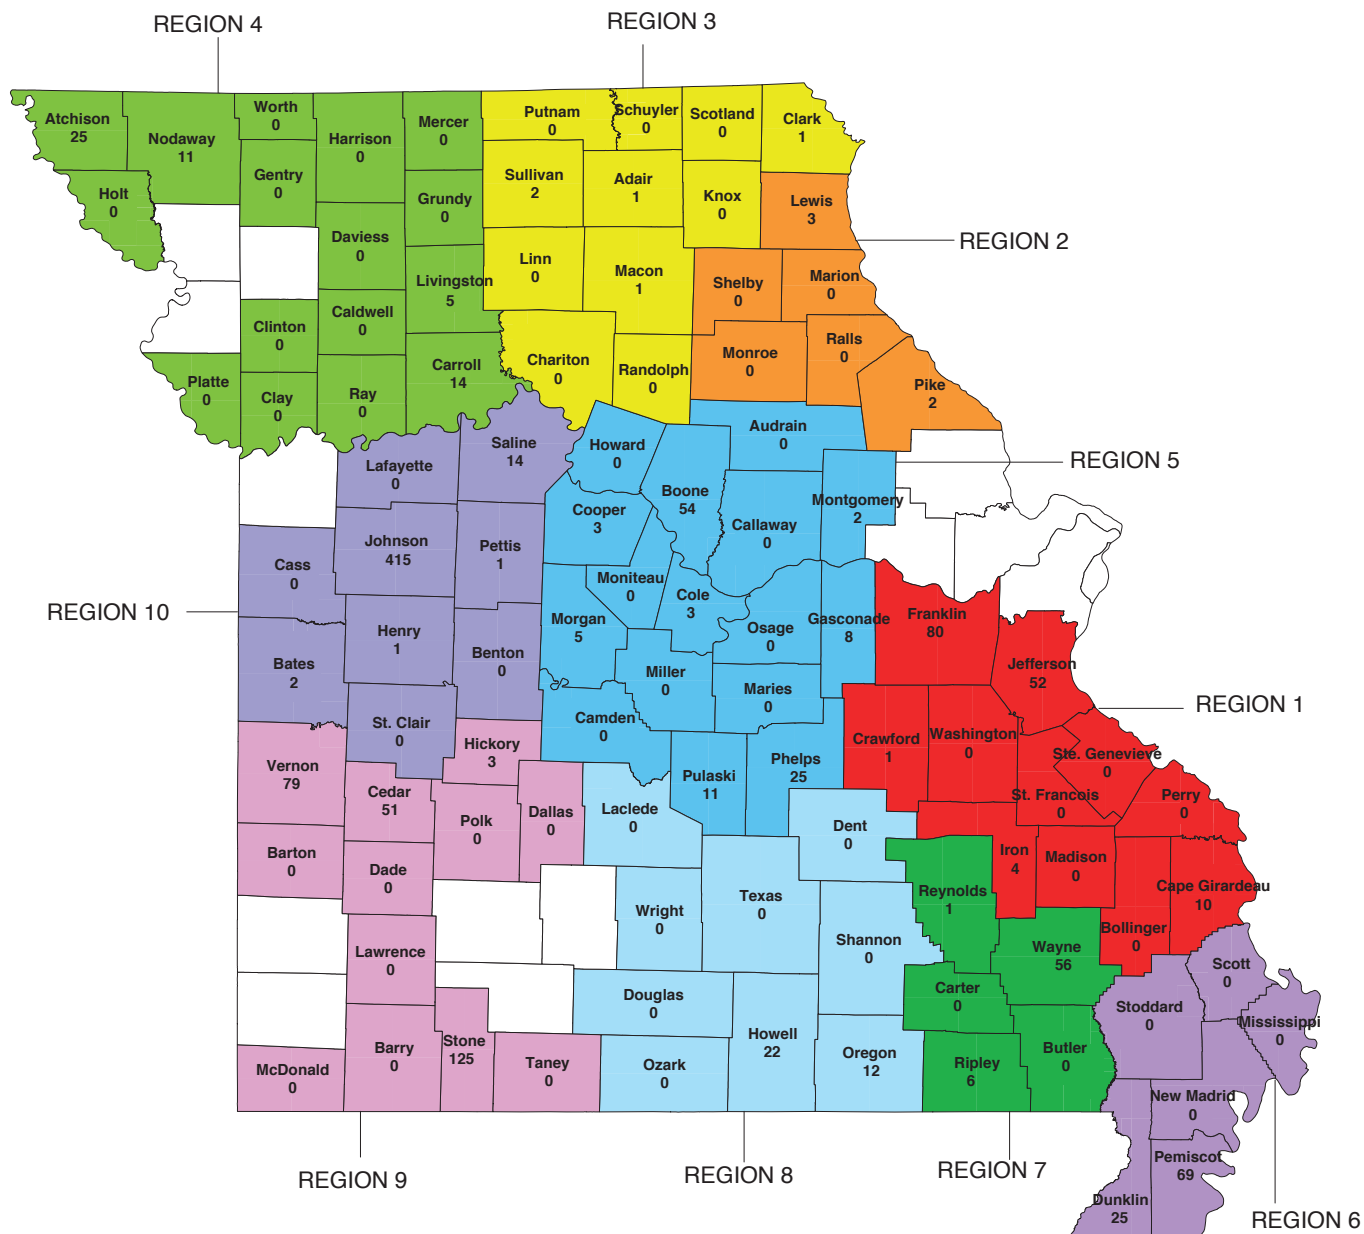 REGION 4
REGION 3
Atchison
25
Nodaway
11
Worth
0
Harrison
0
Mercer
0
Putnam
0
Schuyler
0
Scotland
0
Clark
1
Holt
0
Gentry
0
Grundy
0
Sullivan
2
Adair
1
Knox
0
Lewis
3
REGION 2
Daviess
0
Livingston
5
Linn
0
Macon
1
Shelby
0
Marion
0
Clinton
0
Caldwell
0
Carroll
14
Chariton
0
Randolph
0
Monroe
0
Ralls
0
Pike
2
Platte
0
Clay
0
Ray
0
Saline
14
Lafayette
0
Howard
0
Audrain
0
REGION 5
Boone
54
Montgomery
2
Cooper
3
Callaway
0
Johnson
415
Pettis
1
Cass
0
Moniteau
0
Cole
3
REGION 10
Henry
1
Morgan
5
Osage
0
Gasconade
8
Franklin
80
Bates
2
Benton
0
Miller
0
Maries
0
Jefferson
52
REGION 1
St. Clair
0
Hickory
3
Camden
0
Crawford
1
Washington
0
Ste. Genevieve
0
Vernon
79
Cedar
51
Pulaski
11
Phelps
25
St. Francois
0
Perry
0
Polk
0
Dallas
0
Laclede
0
Dent
0
Barton
0
Dade
0
Iron
4
Madison
0
Cape Girardeau
10
Reynolds
1
Texas
0
Wright
0
Shannon
0
Wayne
56
Bollinger
0
Lawrence
0
Scott
0
Douglas
0
Carter
0
Stoddard
0
Mississippi
0
McDonald
0
Barry
0
Stone
125
Taney
0
Ozark
0
Howell
22
Oregon
12
Ripley
6
Butler
0
New Madrid
0
Pemiscot
69
Dunklin
25
REGION 9
REGION 8
REGION 7
REGION 6